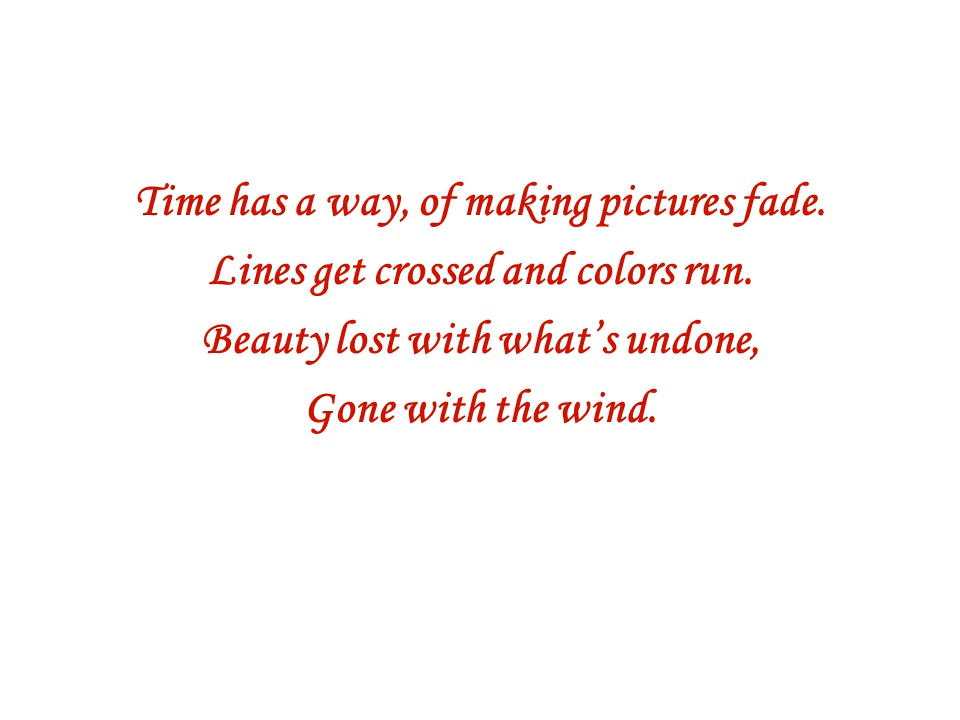 Time has a way, of making pictures fade.
Lines get crossed and colors run.
Beauty lost with what’s undone,
Gone with the wind.